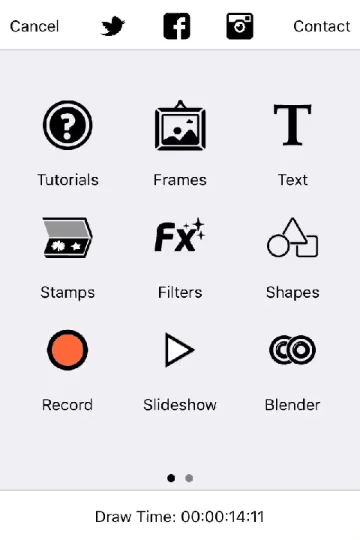 Cancel Contact
Tutorials Frames Text
Stamps Filters Shapes
Record Slideshow Blender
Draw Time: 00:00:14:11